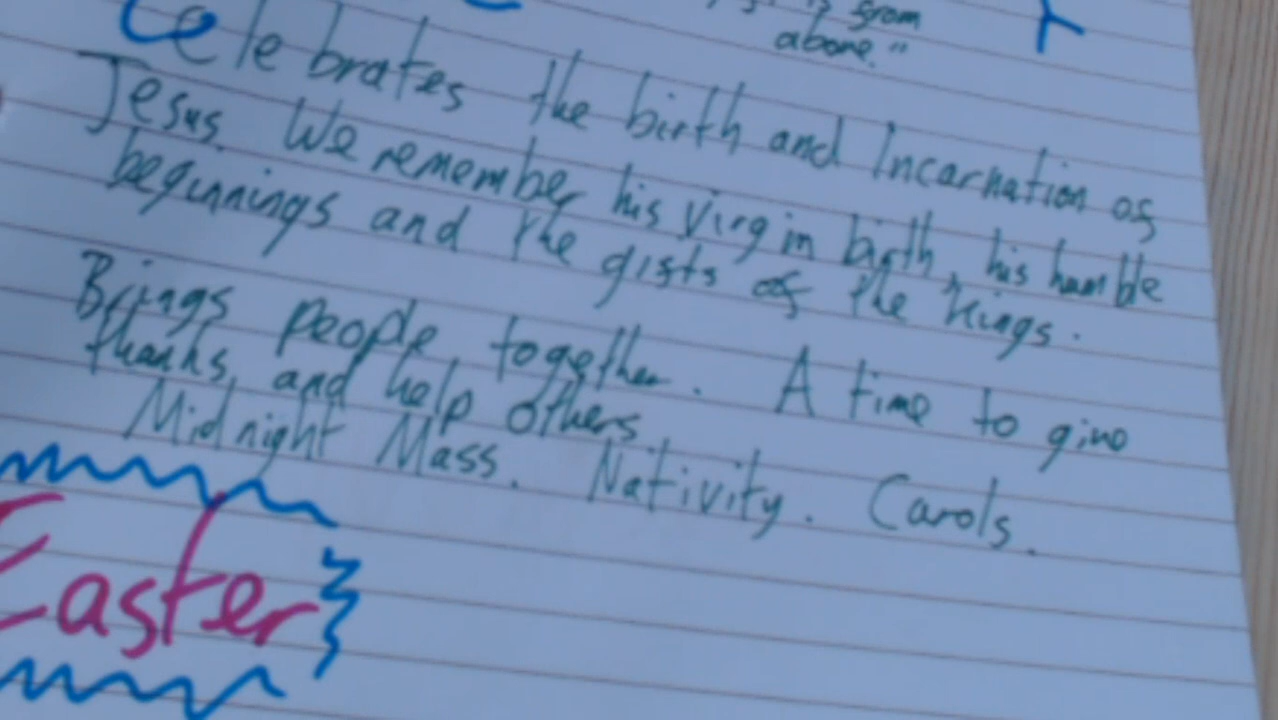 from
above."
Celebrates the birth and Incarnation of
Jesus. We remember his virgin birth, his humble
beginnings and the gifts of the kings.
Brings people together. A time to give
thanks, and help others.
Midnight Mass. Nativity. Carols.
Easter